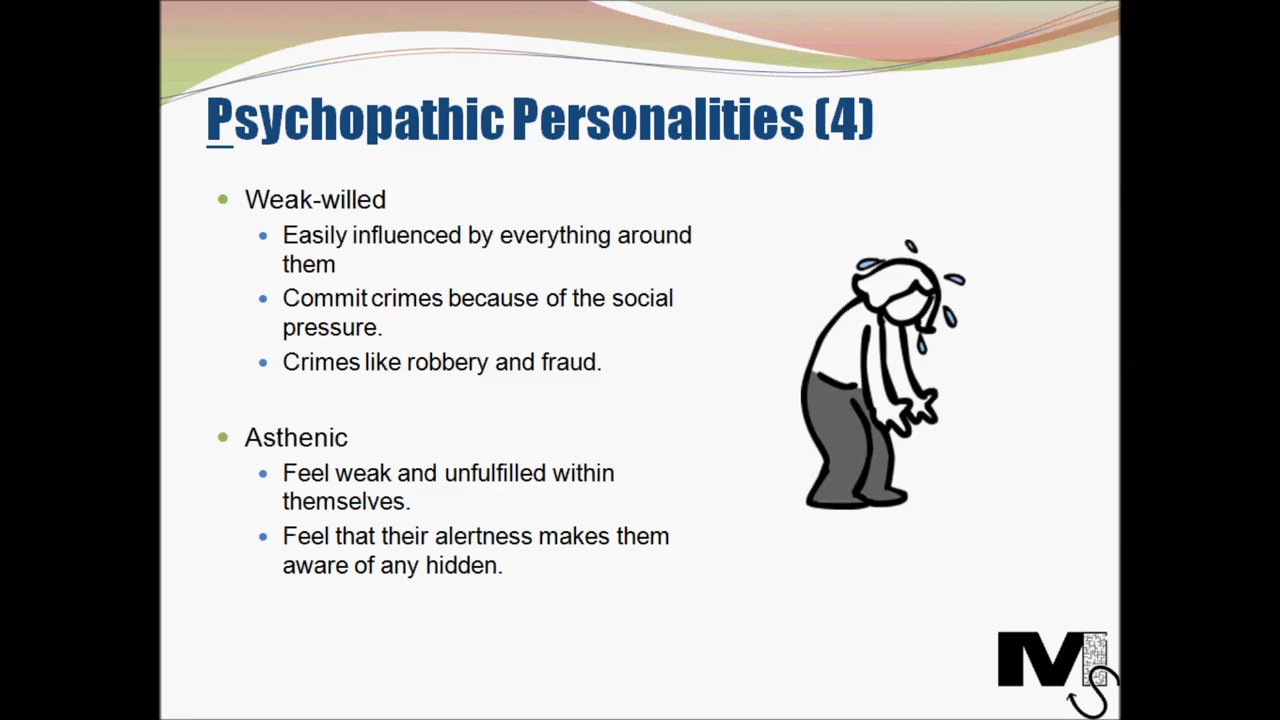 Psychopathic Personalities (4)
Weak-willed
Easily influenced by everything around
them
Commit crimes because of the social
pressure.
Crimes like robbery and fraud.
Asthenic
Feel weak and unfulfilled within
themselves.
Feel that their alertness makes them
aware of any hidden.